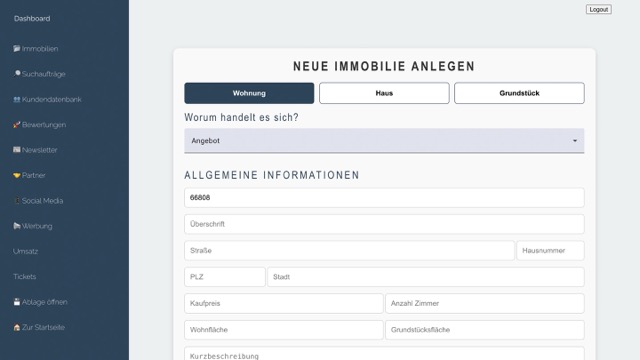 Logout
Dashboard
Immobilien
Suchaufträge
Kundendatenbank
Bewertungen
Newsletter
Partner
Social Media
Werbung
Umsatz
Tickets
Ablage öffnen
Zur Startseite
NEUE IMMOBILIE ANLEGEN
Wohnung Haus Grundstück
Worum handelt es sich?
Angebot
ALLGEMEINE INFORMATIONEN
66808
Überschrift
Straße Hausnummer
PLZ Stadt
Kaufpreis Anzahl Zimmer
Wohnfläche Grundstücksfläche
Kurzbeschreibung